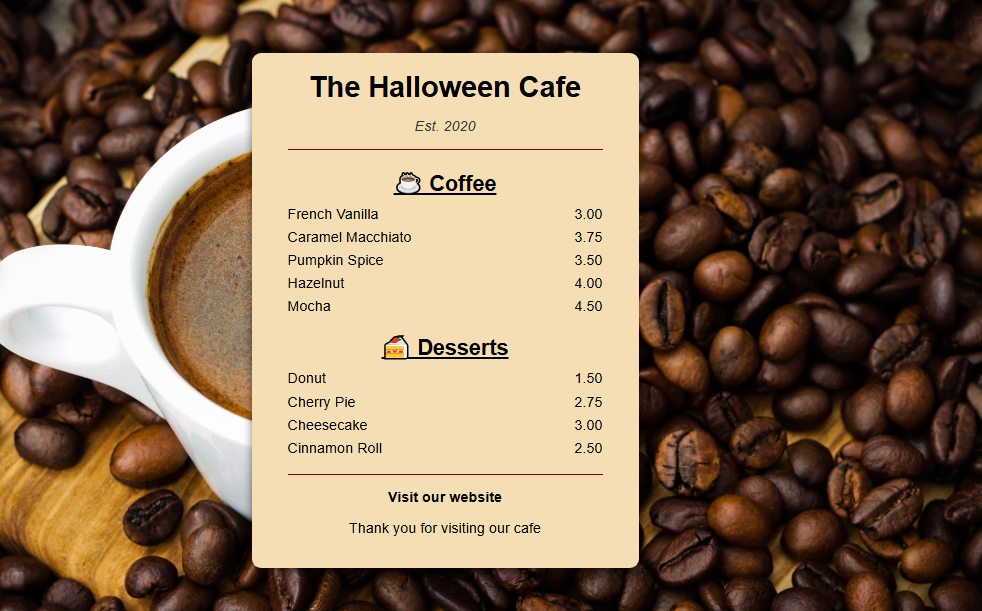 The Halloween Cafe
Est. 2020
Coffee
French Vanilla 3.00
Caramel Macchiato 3.75
Pumpkin Spice 3.50
Hazelnut 4.00
Mocha 4.50
Desserts
Donut 1.50
Cherry Pie 2.75
Cheesecake 3.00
Cinnamon Roll 2.50
Visit our website
Thank you for visiting our cafe